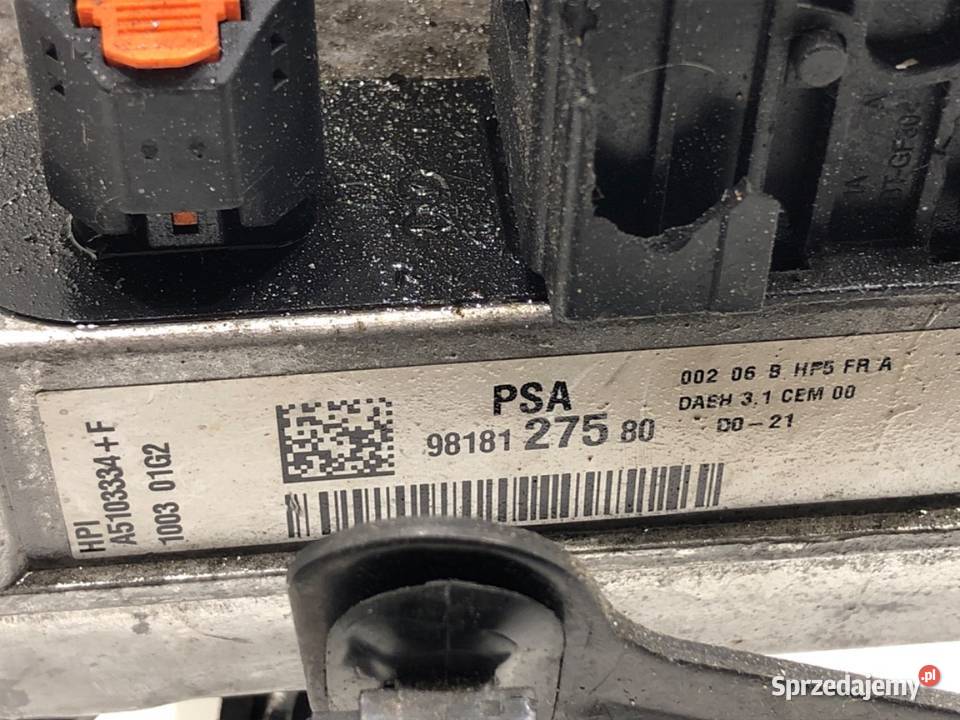 PSA
98181 275 80
002 06 B HP5 FR A
DAEH 3.1 CEM 00
DO-21
HPI
A5103334+F
1003 01G2
Sprzedajemy.pl